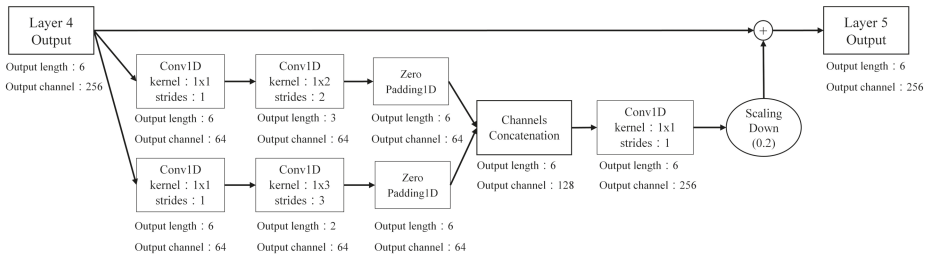 Layer 4
Output
Output length：6
Output channel：256
Conv1D
kernel：1x1
strides：1
Output length：6
Output channel：64
Conv1D
kernel：1x2
strides：2
Output length：3
Output channel：64
Zero
Padding1D
Output length：6
Output channel：64
Conv1D
kernel：1x1
strides：1
Output length：6
Output channel：64
Conv1D
kernel：1x3
strides：3
Output length：2
Output channel：64
Zero
Padding1D
Output length：6
Output channel：64
Channels
Concatenation
Output length：6
Output channel：128
Conv1D
kernel：1x1
strides：1
Output length：6
Output channel：256
Scaling
Down
(0.2)
+
Layer 5
Output
Output length：6
Output channel：256